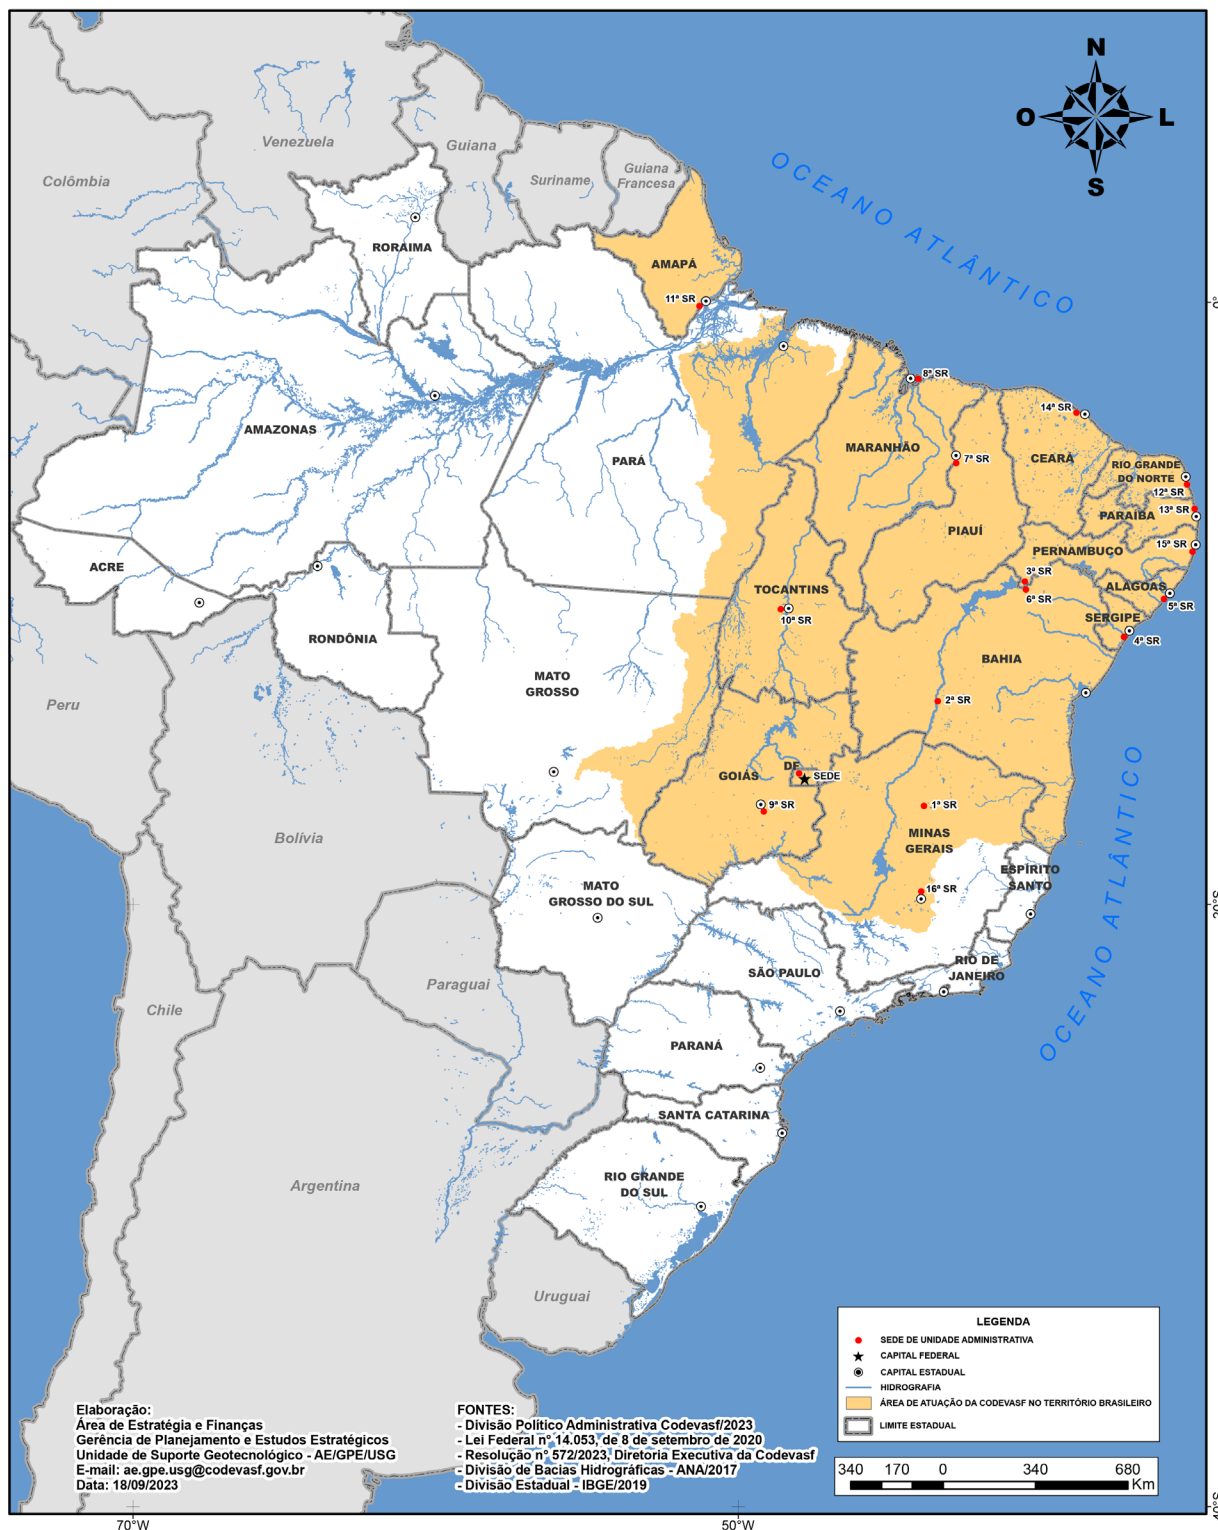 N
O
L
S
OCEANO ATLÂNTICO
Venezuela
Guiana
Suriname
Guiana
Francesa
Colômbia
RORAIMA
AMAPÁ
11ª SR
0°
8ª SR
14ª SR
AMAZONAS
PARÁ
MARANHÃO
7ª SR
CEARÁ
RIO GRANDE
DO NORTE
12ª SR
13ª SR
PARAÍBA
PIAUÍ
15ª SR
PERNAMBUCO
ACRE
3ª SR
6ª SR
ALAGOAS
5ª SR
TOCANTINS
10ª SR
SERGIPE
4ª SR
RONDÔNIA
BAHIA
MATO
GROSSO
Peru
2ª SR
DF
GOIÁS
SEDE
9ª SR
1ª SR
OCEANO ATLÂNTICO
Bolívia
MINAS
GERAIS
ESPÍRITO
SANTO
16ª SR
MATO
GROSSO DO SUL
20°S
SÃO PAULO
RIO DE
JANEIRO
Paraguai
Chile
PARANÁ
SANTA CATARINA
RIO GRANDE
DO SUL
Argentina
Uruguai
LEGENDA
SEDE DE UNIDADE ADMINISTRATIVA
CAPITAL FEDERAL
CAPITAL ESTADUAL
HIDROGRAFIA
ÁREA DE ATUAÇÃO DA CODEVASF NO TERRITÓRIO BRASILEIRO
LIMITE ESTADUAL
340 170 0 340 680
Km
Elaboração:
Área de Estratégia e Finanças
Gerência de Planejamento e Estudos Estratégicos
Unidade de Suporte Geotecnológico - AE/GPE/USG
E-mail: ae.gpe.usg@codevasf.gov.br
Data: 18/09/2023
FONTES:
- Divisão Político Administrativa Codevasf/2023
- Lei Federal nº 14.053, de 8 de setembro de 2020
- Resolução nº 572/2023, Diretoria Executiva da Codevasf
- Divisão de Bacias Hidrográficas - ANA/2017
- Divisão Estadual - IBGE/2019
40°S
70°W
50°W